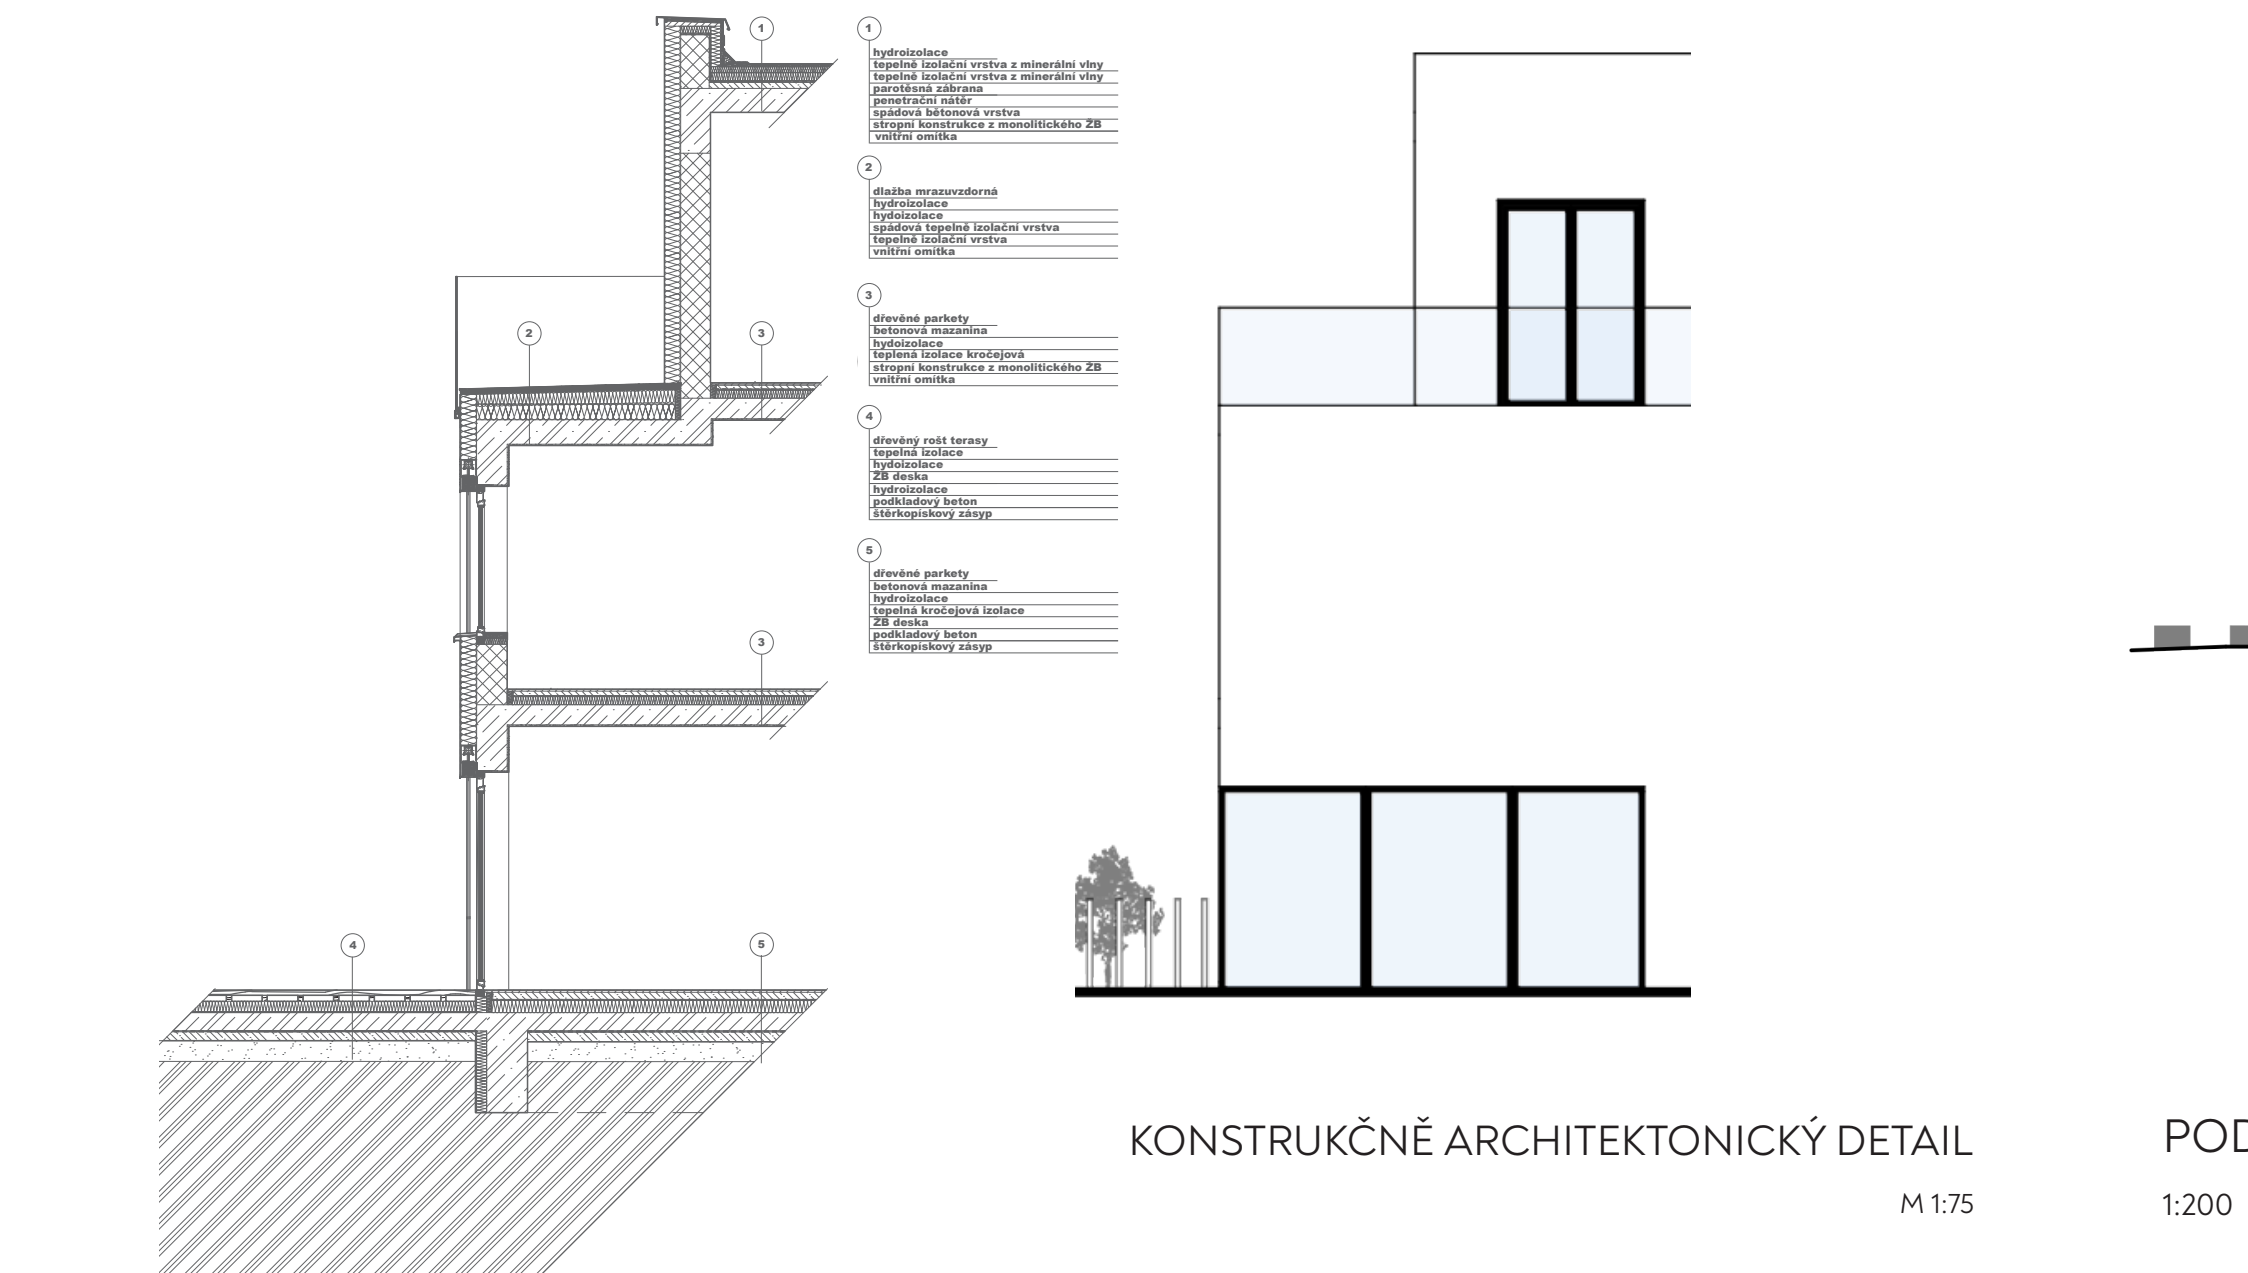 1
hydroizolace
tepelně izolační vrstva z minerální vlny
tepelně izolační vrstva z minerální vlny
parotěsná zábrana
penetrační nátěr
spádová bětonová vrstva
stropní konstrukce z monolitického ŽB
vnitřní omítka
2
dlažba mrazuvzdorná
hydroizolace
hydoizolace
spádová tepelně izolační vrstva
tepelně izolační vrstva
vnitřní omítka
3
dřevěné parkety
betonová mazanina
hydoizolace
teplená izolace kročejová
stropní konstrukce z monolitického ŽB
vnitřní omítka
4
dřevěný rošt terasy
tepelná izolace
hydoizolace
ŽB deska
hydroizolace
podkladový beton
štěrkopískový zásyp
5
dřevěné parkety
betonová mazanina
hydroizolace
tepelná kročejová izolace
ŽB deska
podkladový beton
štěrkopískový zásyp
1
2
3
3
4
5
KONSTRUKČNĚ ARCHITEKTONICKÝ DETAIL
M 1:75
POD
1:200